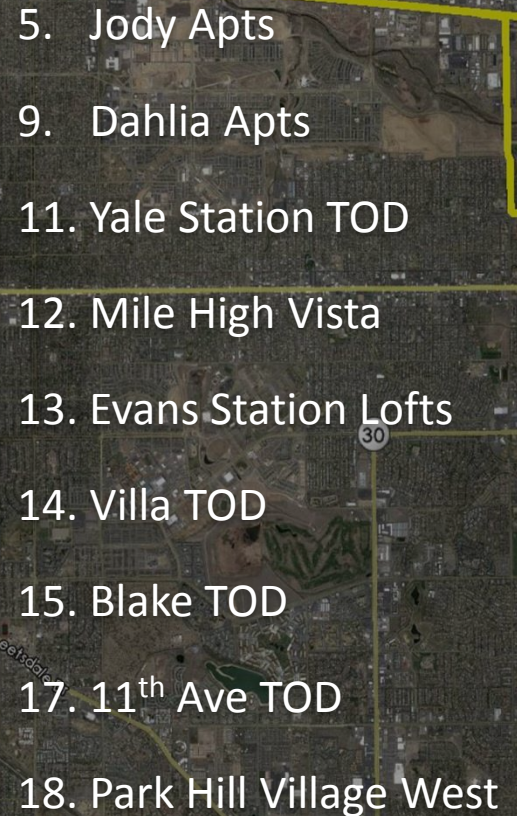 5. Jody Apts
9. Dahlia Apts
11. Yale Station TOD
12. Mile High Vista
13. Evans Station Lofts
30
14. Villa TOD
15. Blake TOD
17. 11th Ave TOD
18. Park Hill Village West